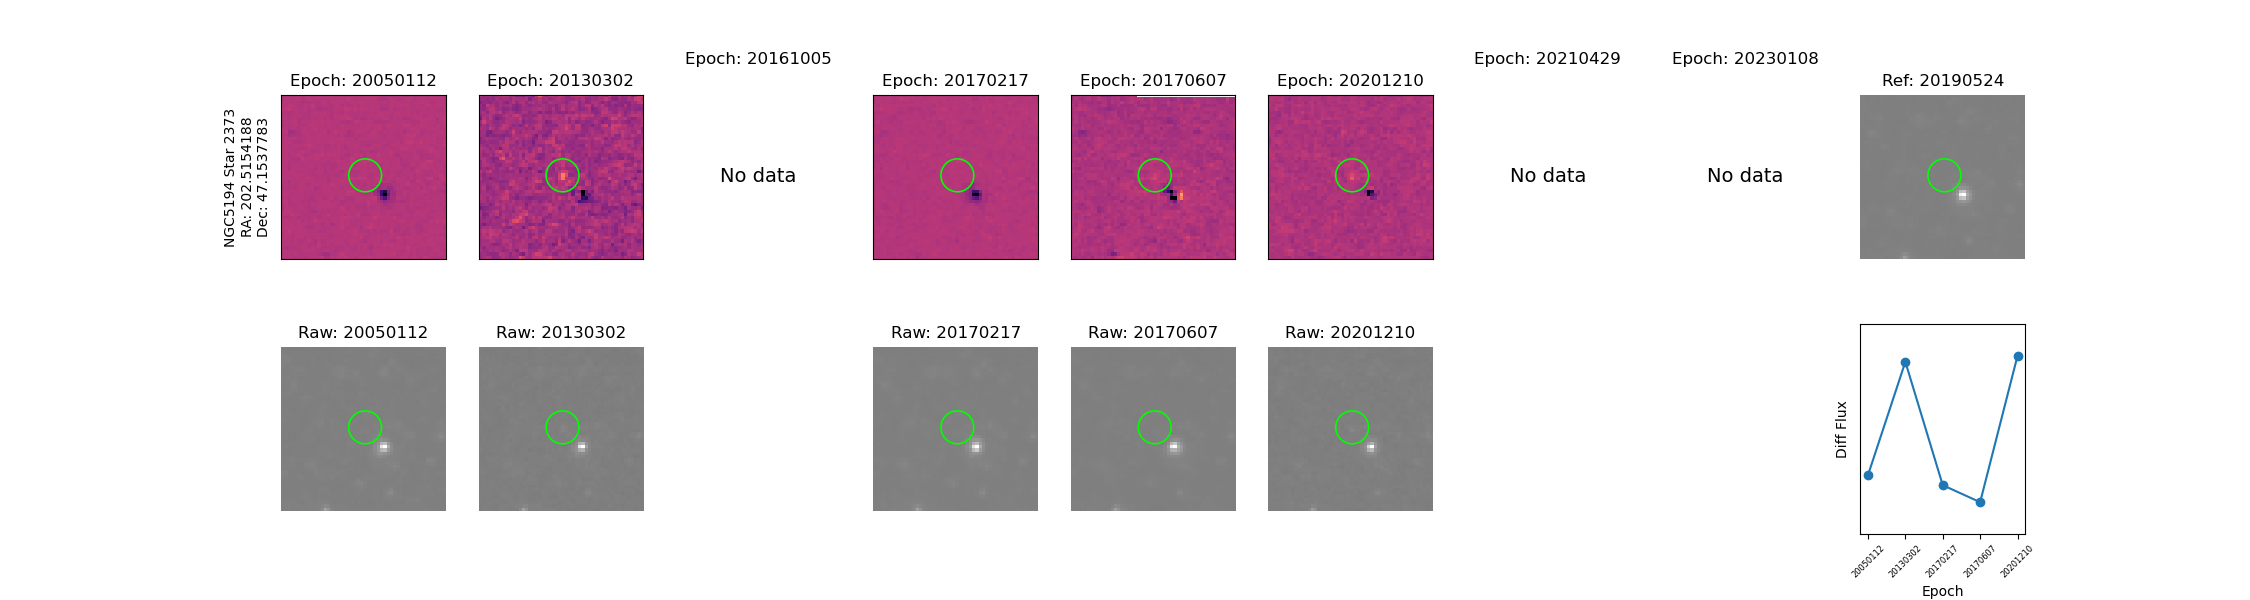 NGC5194 Star 2373
RA: 202.5154188
Dec: 47.1537783
Epoch: 20050112
Epoch: 20130302
Epoch: 20161005
No data
Epoch: 20170217
Epoch: 20170607
Epoch: 20201210
Epoch: 20210429
No data
Epoch: 20230108
No data
Ref: 20190524
Raw: 20050112
Raw: 20130302
Raw: 20170217
Raw: 20170607
Raw: 20201210
Diff Flux
20050112
20130302
20170217
20170607
20201210
Epoch